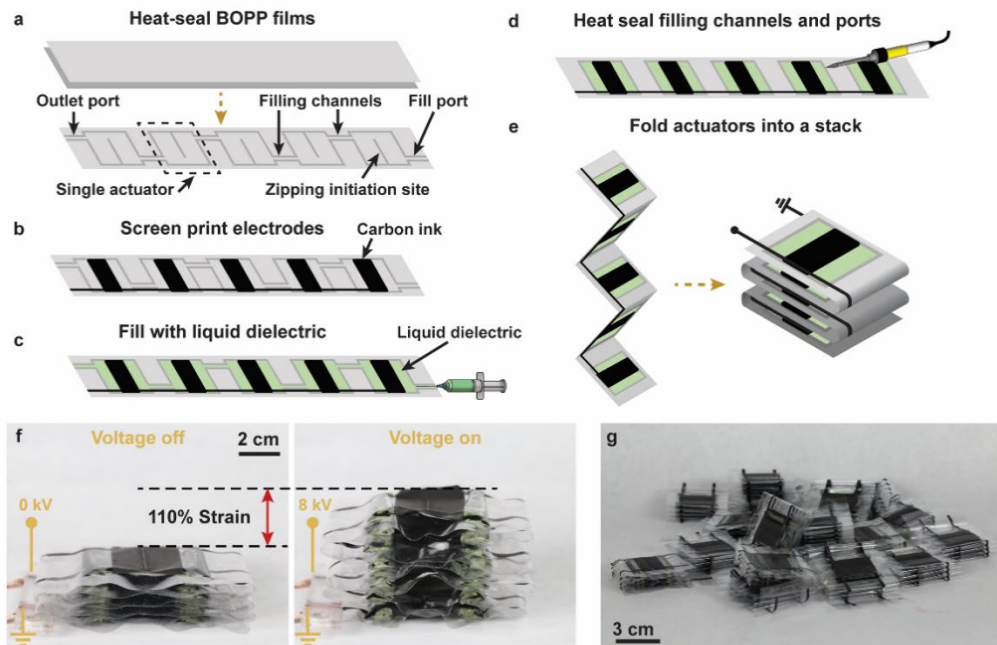 a
Heat-seal BOPP films
Outlet port
Filling channels
Fill port
Single actuator
Zipping initiation site
b
Screen print electrodes
Carbon ink
c
Fill with liquid dielectric
Liquid dielectric
d
Heat seal filling channels and ports
e
Fold actuators into a stack
f
Voltage off
2 cm
Voltage on
0 kV
110% Strain
8 kV
g
3 cm